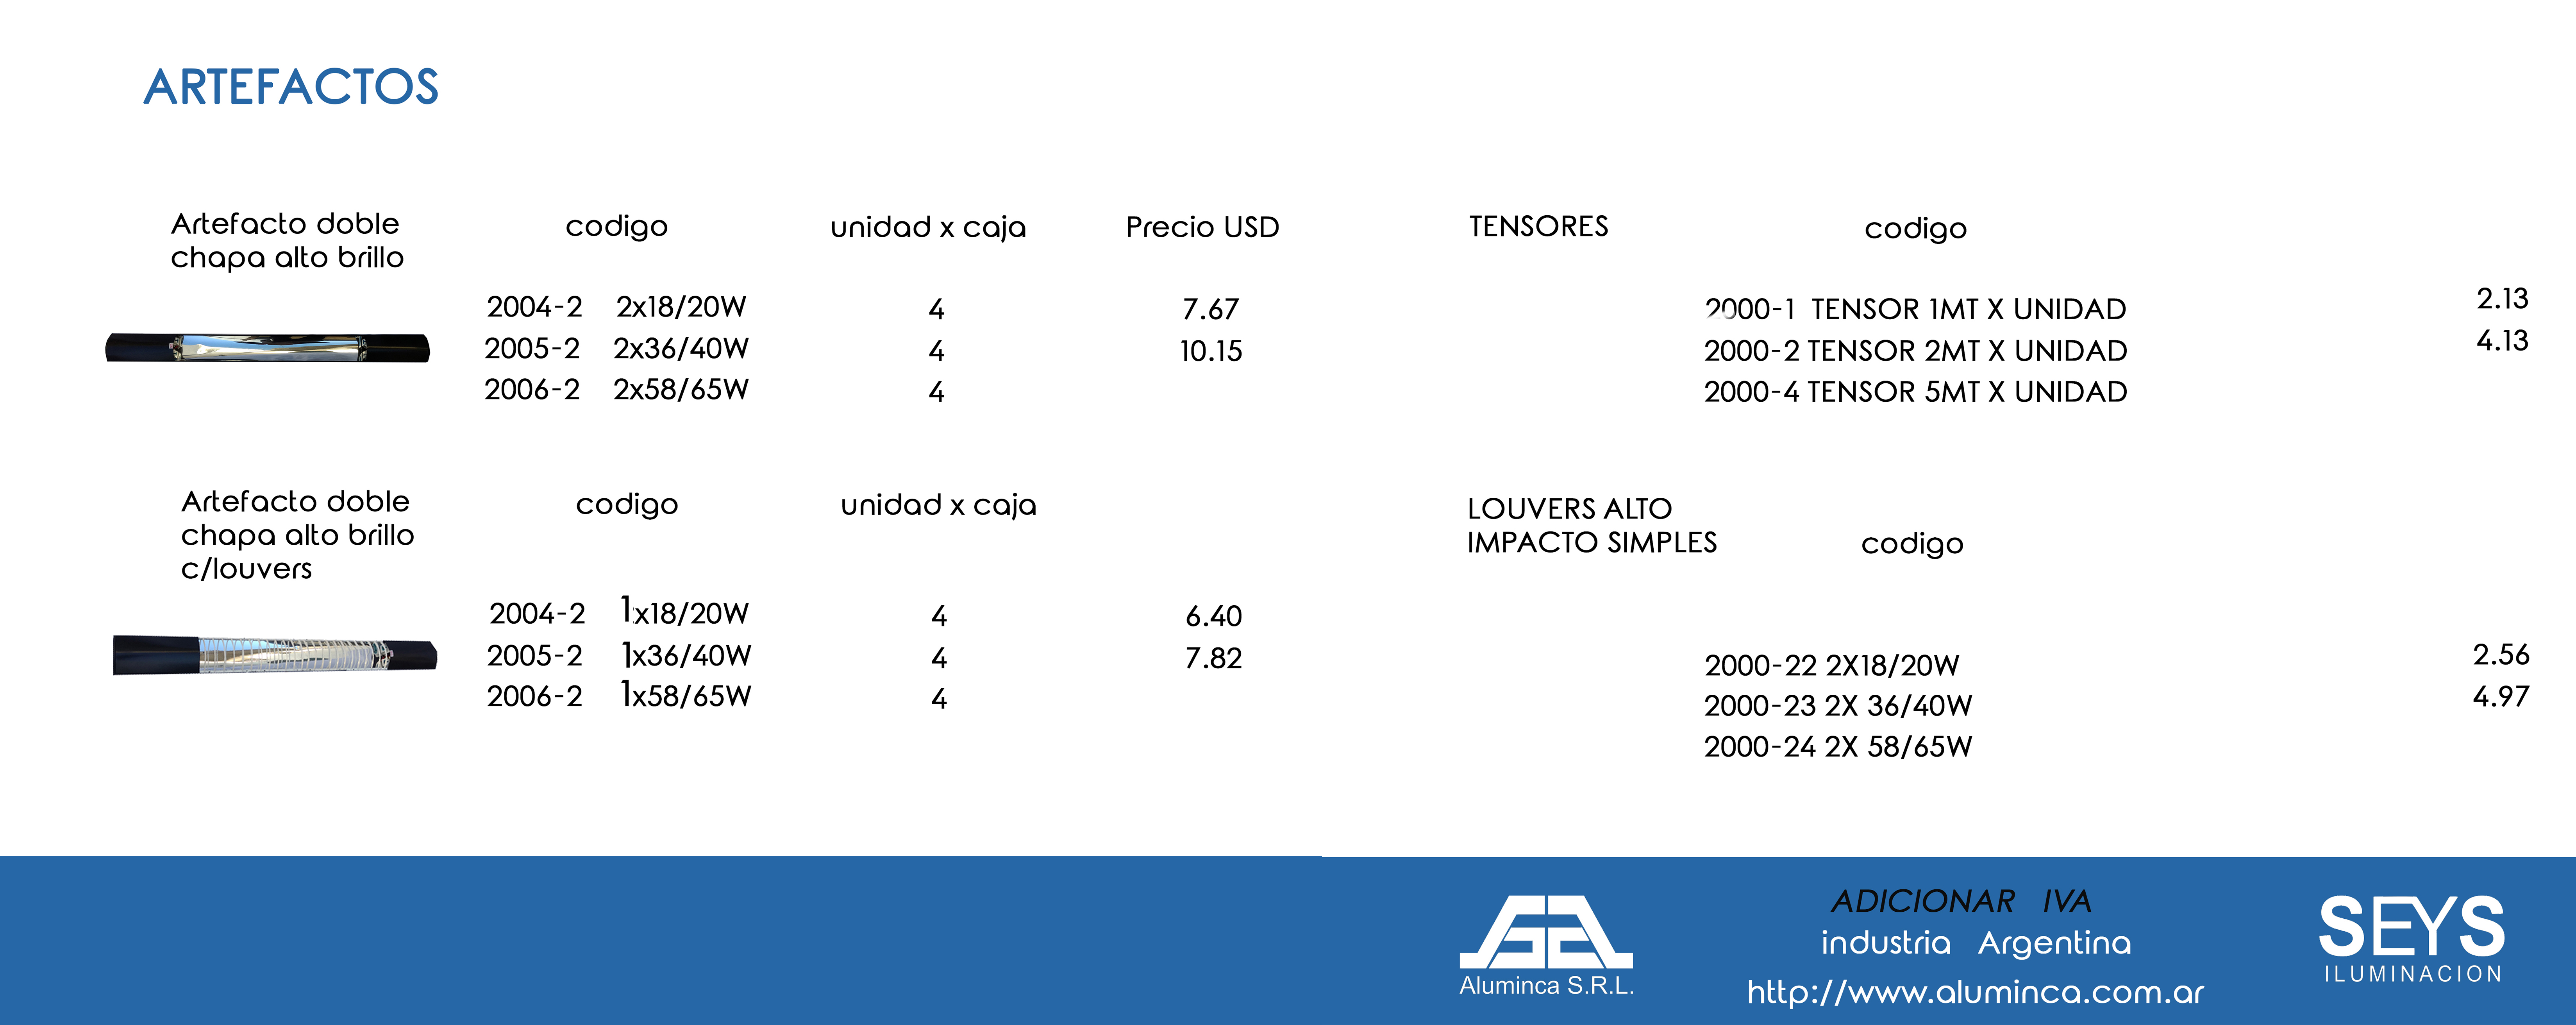 ARTEFACTOS
Artefacto doble
chapa alto brillo
codigo unidad x caja Precio USD
2004-2 2x18/20W 4 7.67
2005-2 2x36/40W 4 10.15
2006-2 2x58/65W 4
Artefacto doble
chapa alto brillo
c/louvers
codigo unidad x caja
2004-2 1x18/20W 4 6.40
2005-2 1x36/40W 4 7.82
2006-2 1x58/65W 4
TENSORES codigo
2000-1 TENSOR 1MT X UNIDAD 2.13
2000-2 TENSOR 2MT X UNIDAD 4.13
2000-4 TENSOR 5MT X UNIDAD
LOUVERS ALTO
IMPACTO SIMPLES codigo
2000-22 2X18/20W 2.56
2000-23 2X 36/40W 4.97
2000-24 2X 58/65W
Aluminca S.R.L.
ADICIONAR IVA
industria Argentina
http://www.aluminca.com.ar
SEYS
ILUMINACION